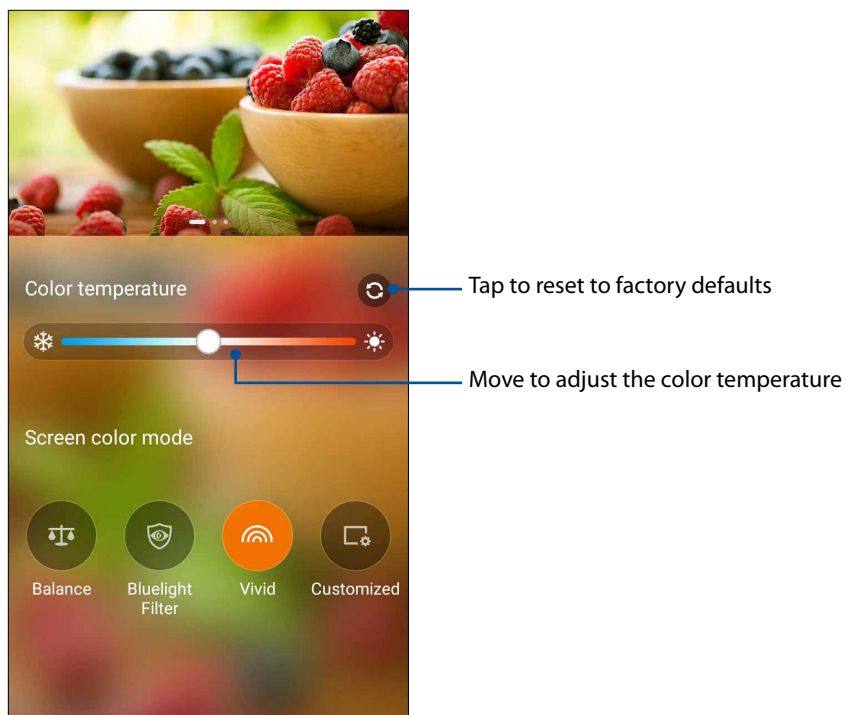 Color temperature
Tap to reset to factory defaults
Move to adjust the color temperature
Screen color mode
Balance
Bluelight
Filter
Vivid
Customized